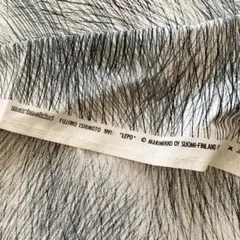 marimekko
FUJIWO ISHIMOTO 1991: "LEPO" © MARIMEKKO OY SUOMI-FINLAND